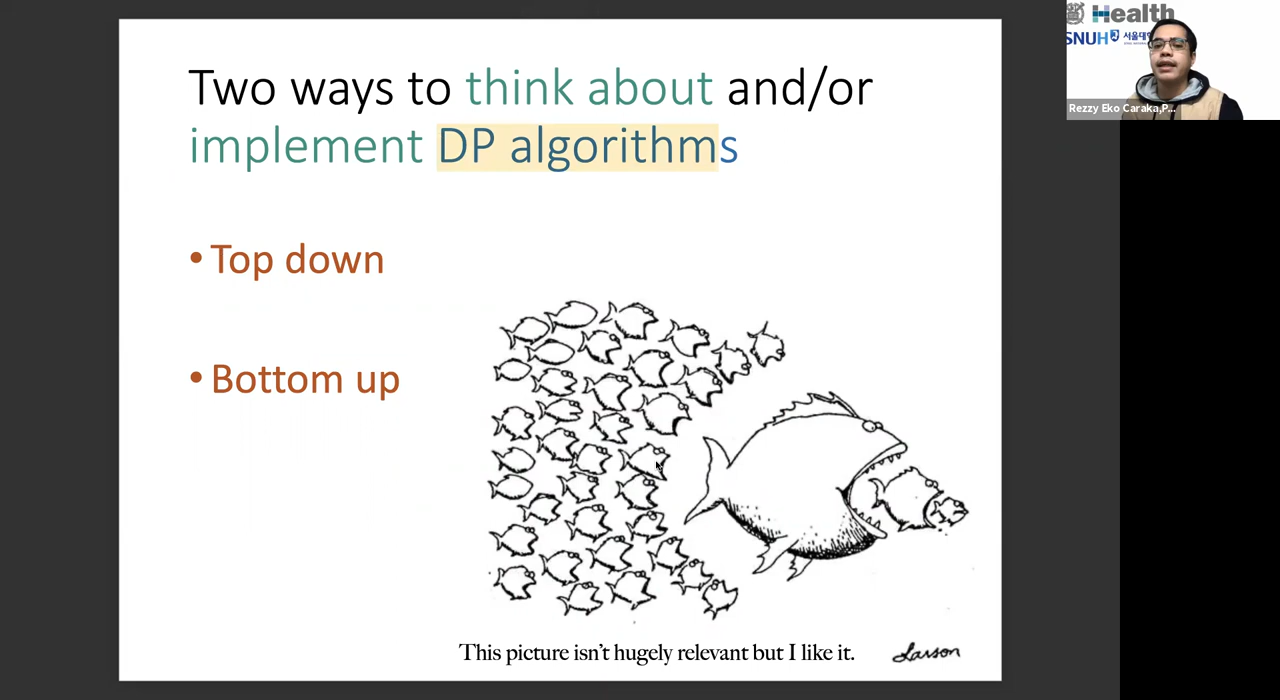 Two ways to think about and/or
implement DP algorithms
• Top down
• Bottom up
This picture isn't hugely relevant but I like it.
Larson
Health
SNUH
Rezzy Eko Caraka,P...